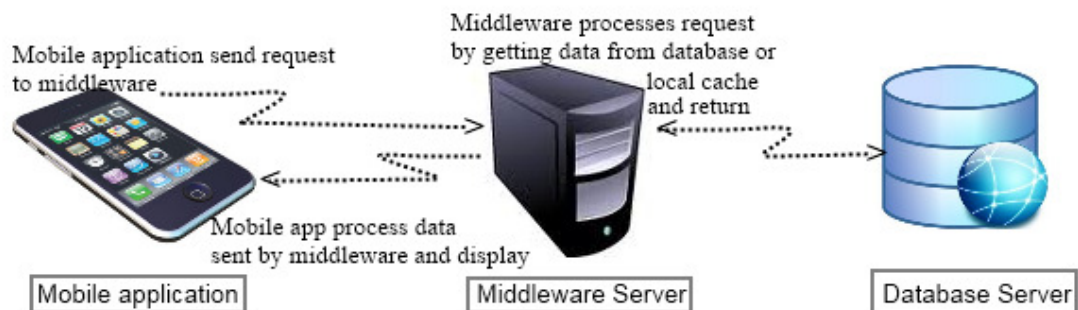 Mobile application send request
to middleware
Middleware processes request
by getting data from database or
local cache
and return
Mobile app process data
sent by middleware and display
Mobile application
Middleware Server
Database Server